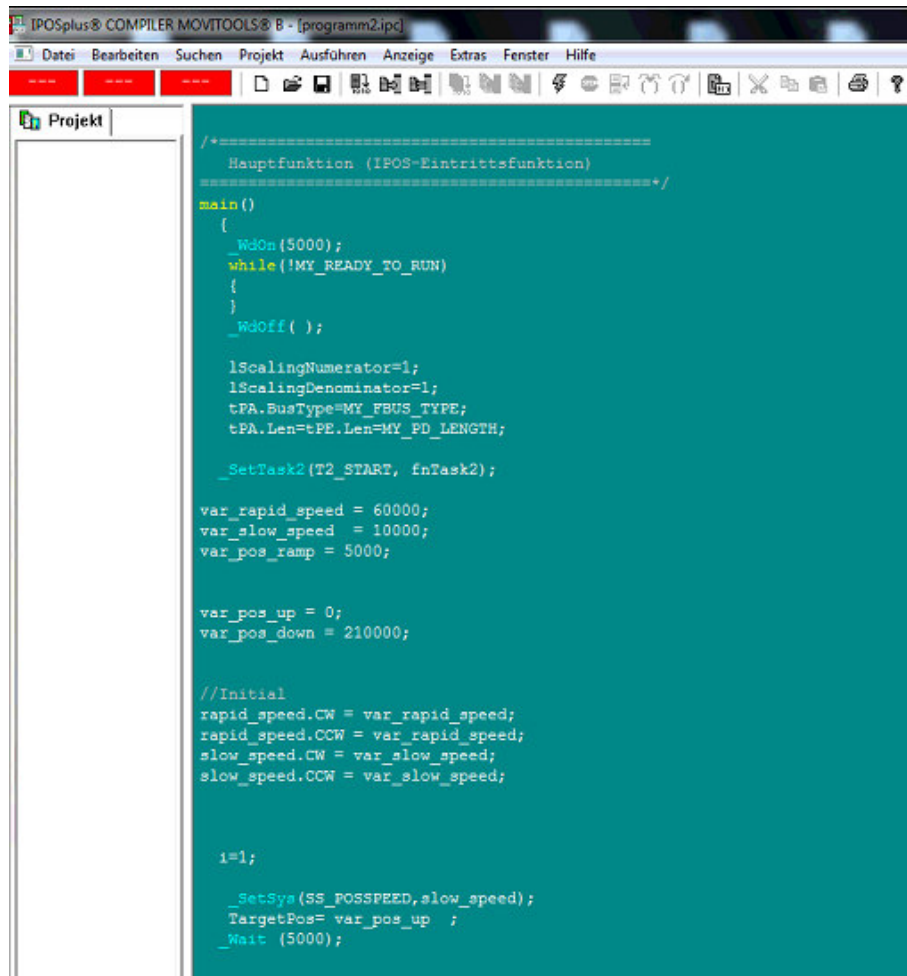 IPOSplus® COMPILER MOVITOOLS® B - [programm2.ipc]
Datei Bearbeiten Suchen Projekt Ausführen Anzeige Extras Fenster Hilfe
--- --- ---
Projekt
/*=============================================
Hauptfunktion (IPOS-Eintrittsfunktion)
===============================================*/
main()
{
_WdOn(5000);
while(!MY_READY_TO_RUN)
{
}
_WdOff( );
lScalingNumerator=1;
lScalingDenominator=1;
tPA.BusType=MY_FBUS_TYPE;
tPA.Len=tPE.Len=MY_PD_LENGTH;
_SetTask2(T2_START, fnTask2);
var_rapid_speed = 60000;
var_slow_speed  = 10000;
var_pos_ramp = 5000;
var_pos_up = 0;
var_pos_down = 210000;
//Initial
rapid_speed.CW = var_rapid_speed;
rapid_speed.CCW = var_rapid_speed;
slow_speed.CW = var_slow_speed;
slow_speed.CCW = var_slow_speed;
i=1;
_SetSys(SS_POSSPEED,slow_speed);
TargetPos= var_pos_up  ;
_Wait (5000);